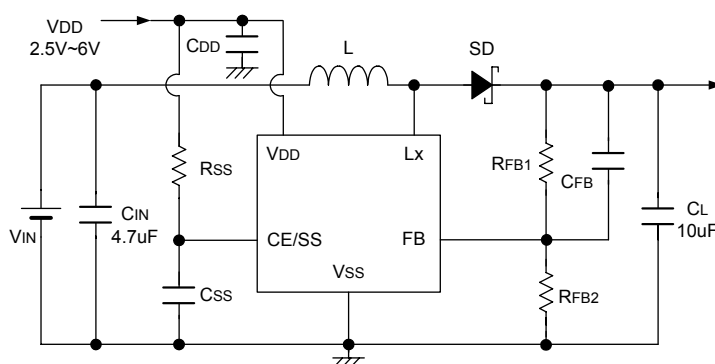 VDD
2.5V~6V
CDD
L
SD
RSS
VDD
Lx
RFB1
CFB
VIN
CIN
4.7uF
CE/SS
FB
CL
10uF
VSS
CSS
RFB2